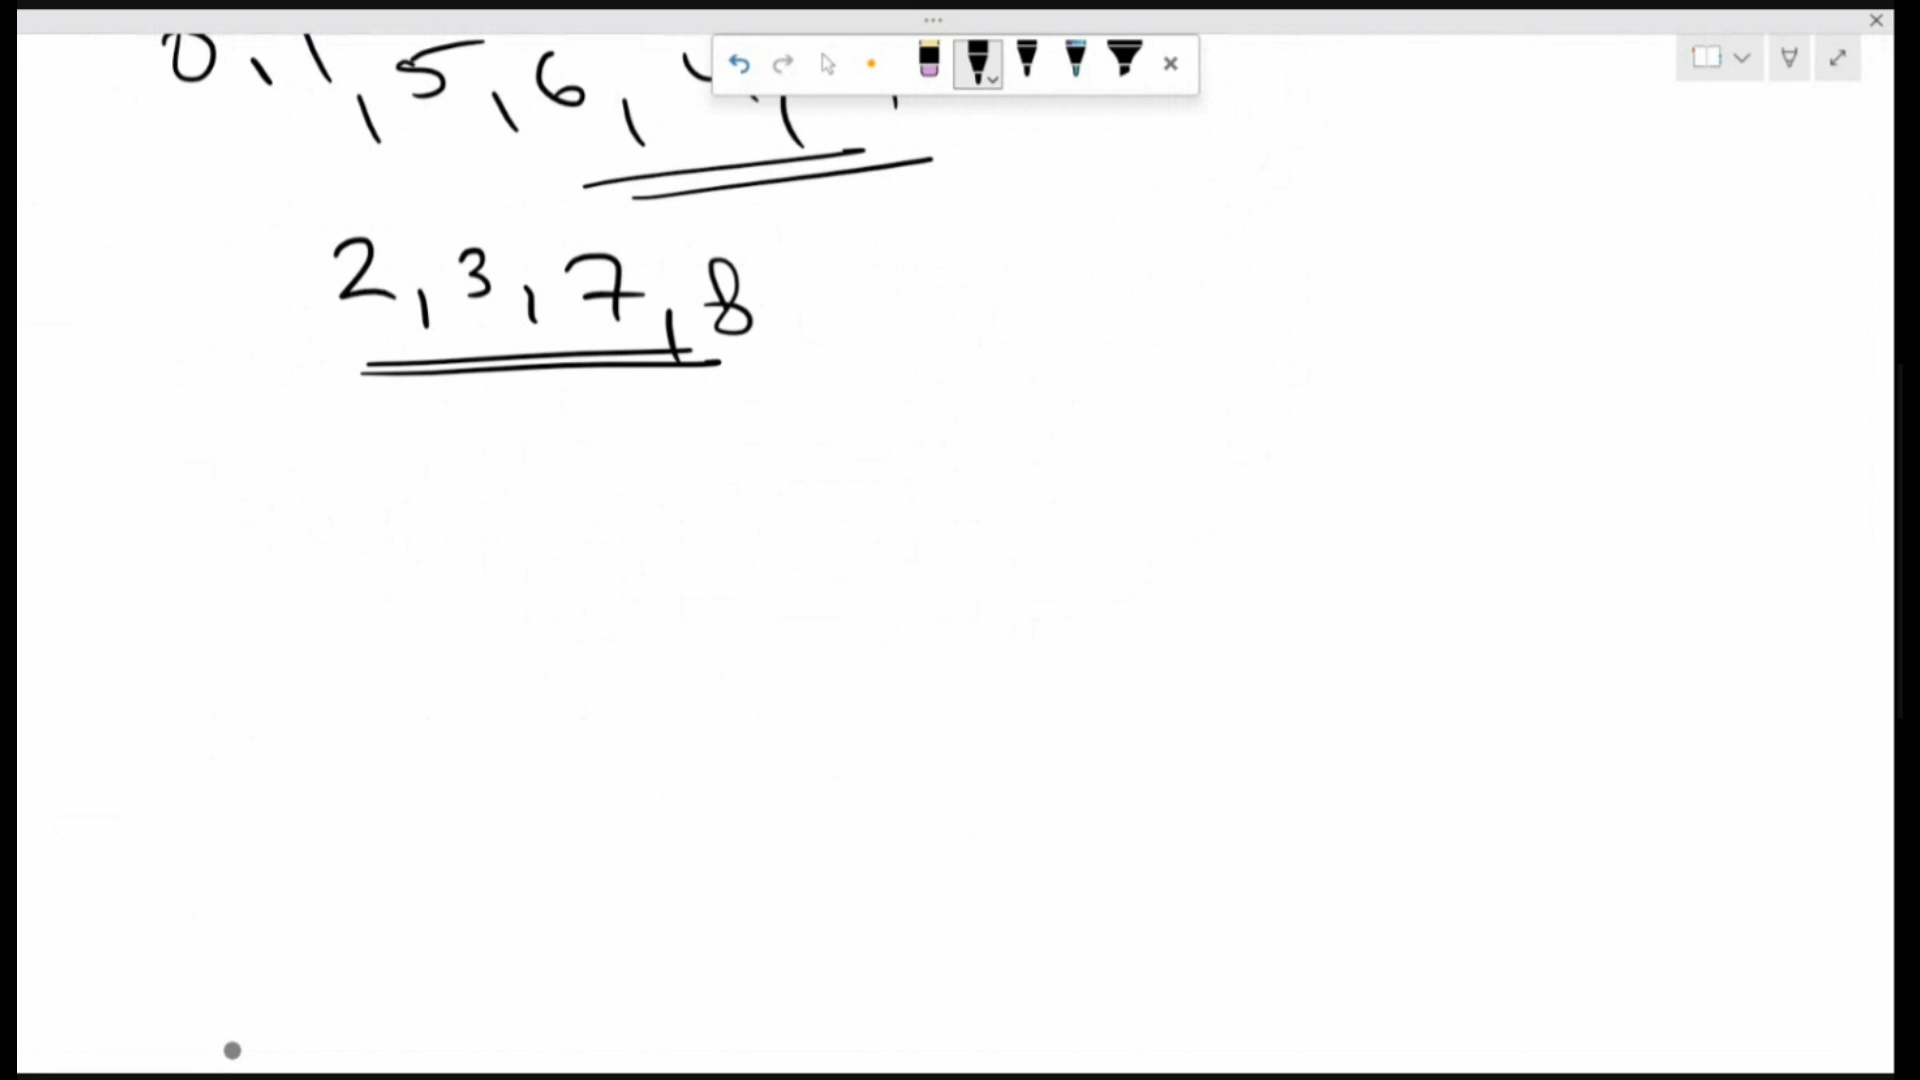 0, 1, 5, 6,
2, 3, 7, 8